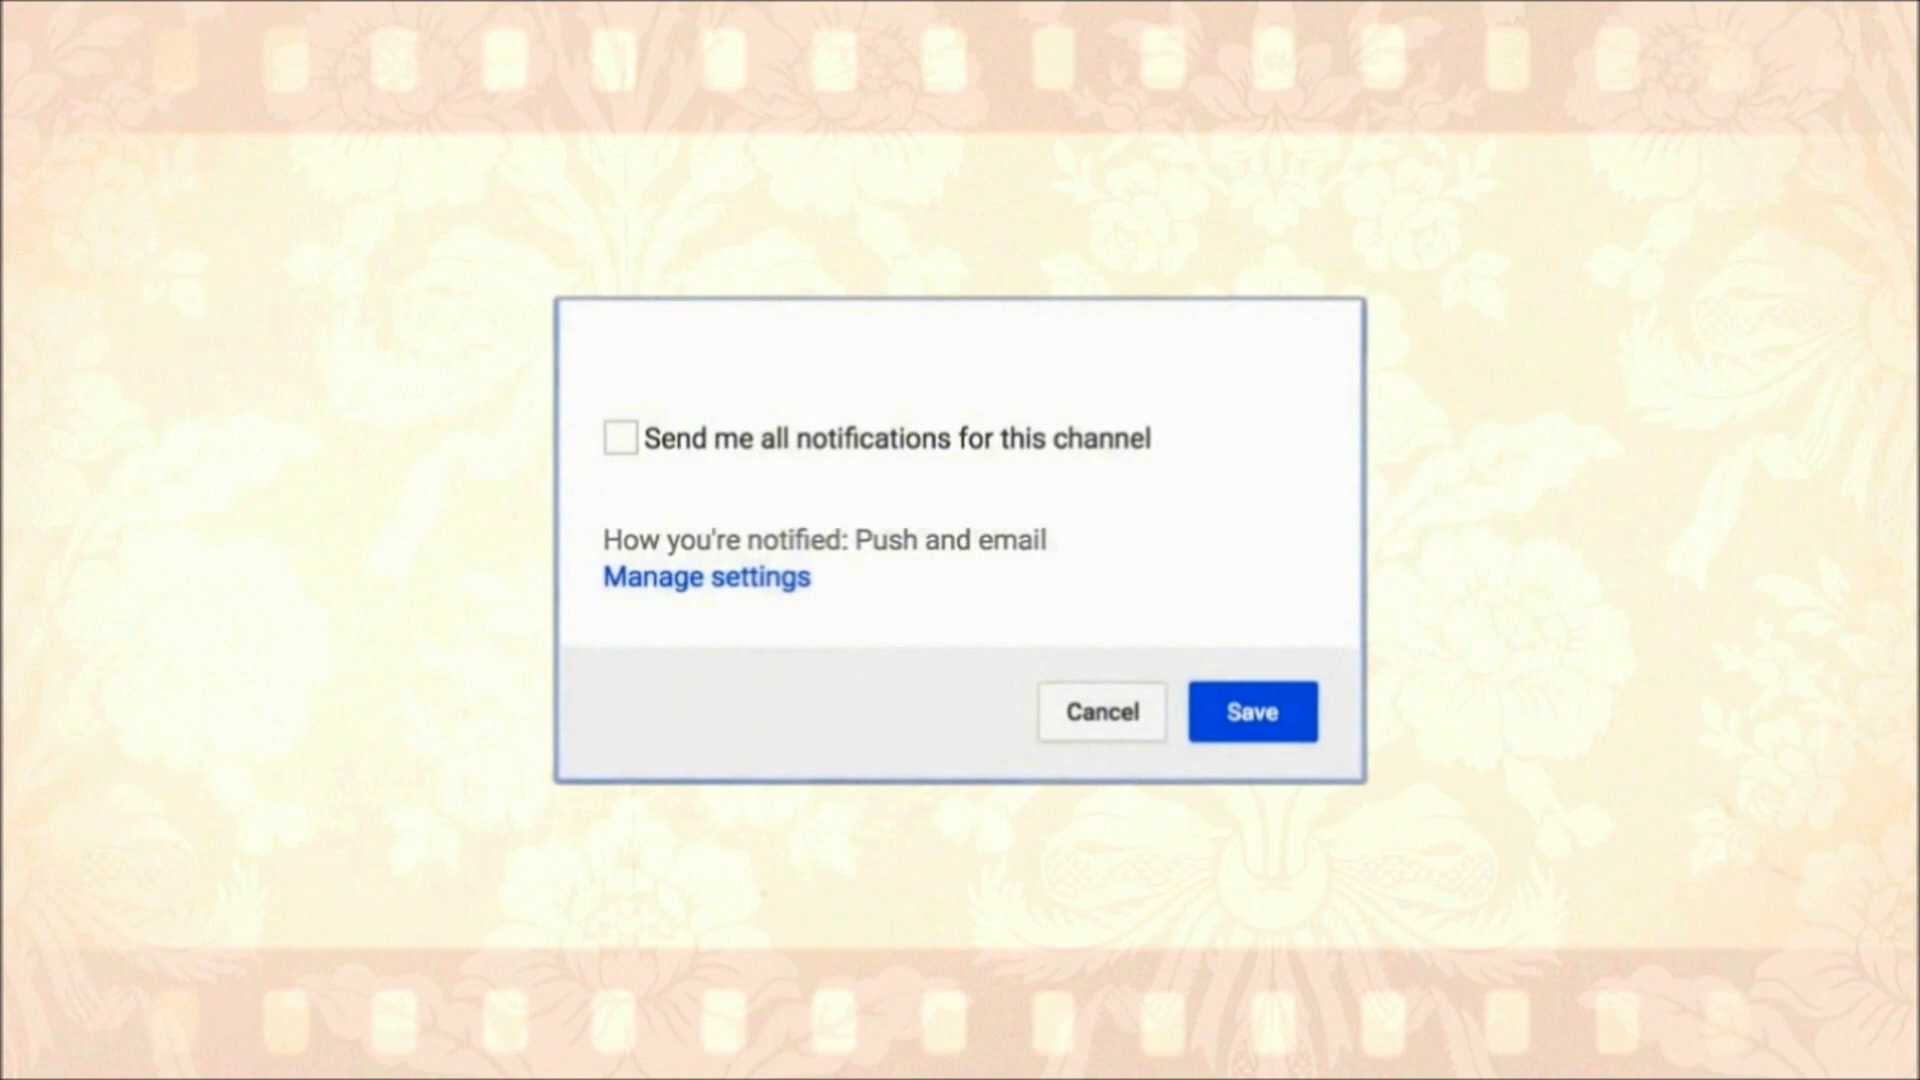 Send me all notifications for this channel
How you're notified: Push and email
Manage settings
Cancel
Save